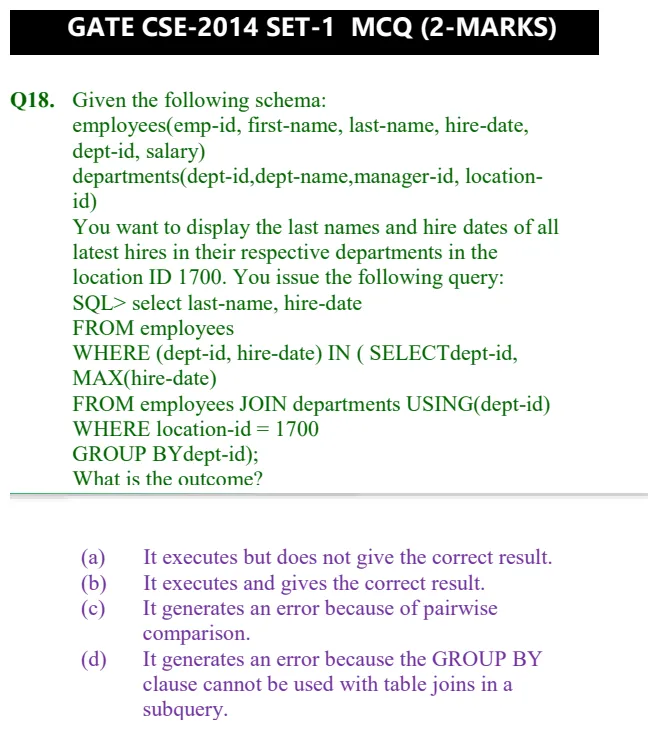 GATE CSE-2014 SET-1 MCQ (2-MARKS)
Q18. Given the following schema:
employees(emp-id, first-name, last-name, hire-date,
dept-id, salary)
departments(dept-id,dept-name,manager-id, location-
id)
You want to display the last names and hire dates of all
latest hires in their respective departments in the
location ID 1700. You issue the following query:
SQL> select last-name, hire-date
FROM employees
WHERE (dept-id, hire-date) IN ( SELECTdept-id,
MAX(hire-date)
FROM employees JOIN departments USING(dept-id)
WHERE location-id = 1700
GROUP BYdept-id);
What is the outcome?
(a) It executes but does not give the correct result.
(b) It executes and gives the correct result.
(c) It generates an error because of pairwise
comparison.
(d) It generates an error because the GROUP BY
clause cannot be used with table joins in a
subquery.